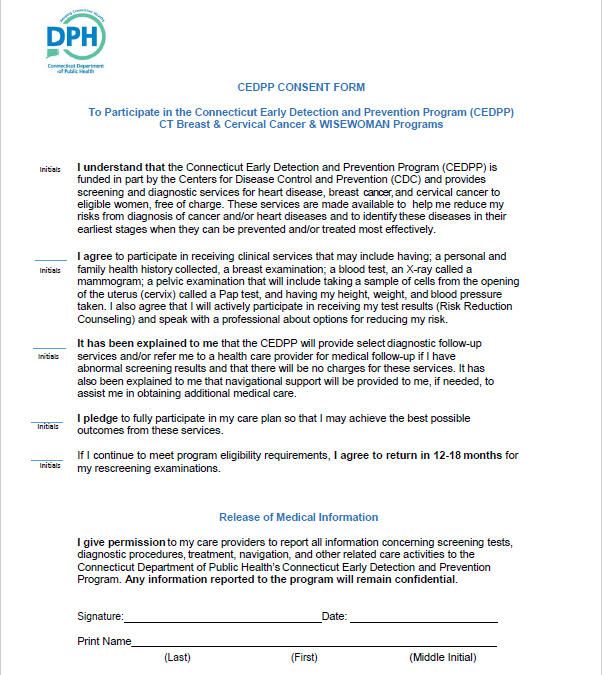 Keeping Connecticut Healthy
DPH
Connecticut Department
of Public Health
CEDPP CONSENT FORM
To Participate in the Connecticut Early Detection and Prevention Program (CEDPP)
CT Breast & Cervical Cancer & WISEWOMAN Programs
Initials
I understand that the Connecticut Early Detection and Prevention Program (CEDPP) is
funded in part by the Centers for Disease Control and Prevention (CDC) and provides
screening and diagnostic services for heart disease, breast cancer, and cervical cancer to
eligible women, free of charge. These services are made available to help me reduce my
risks from diagnosis of cancer and/or heart diseases and to identify these diseases in their
earliest stages when they can be prevented and/or treated most effectively.
Initials
I agree to participate in receiving clinical services that may include having; a personal and
family health history collected, a breast examination; a blood test, an X-ray called a
mammogram; a pelvic examination that will include taking a sample of cells from the opening
of the uterus (cervix) called a Pap test, and having my height, weight, and blood pressure
taken. I also agree that I will actively participate in receiving my test results (Risk Reduction
Counseling) and speak with a professional about options for reducing my risk.
Initials
It has been explained to me that the CEDPP will provide select diagnostic follow-up
services and/or refer me to a health care provider for medical follow-up if I have
abnormal screening results and that there will be no charges for these services. It has
also been explained to me that navigational support will be provided to me, if needed, to
assist me in obtaining additional medical care.
Initials
I pledge to fully participate in my care plan so that I may achieve the best possible
outcomes from these services.
Initials
If I continue to meet program eligibility requirements, I agree to return in 12-18 months for
my rescreening examinations.
Release of Medical Information
I give permission to my care providers to report all information concerning screening tests,
diagnostic procedures, treatment, navigation, and other related care activities to the
Connecticut Department of Public Health's Connecticut Early Detection and Prevention
Program. Any information reported to the program will remain confidential.
Signature: Date:
Print Name
(Last) (First) (Middle Initial)